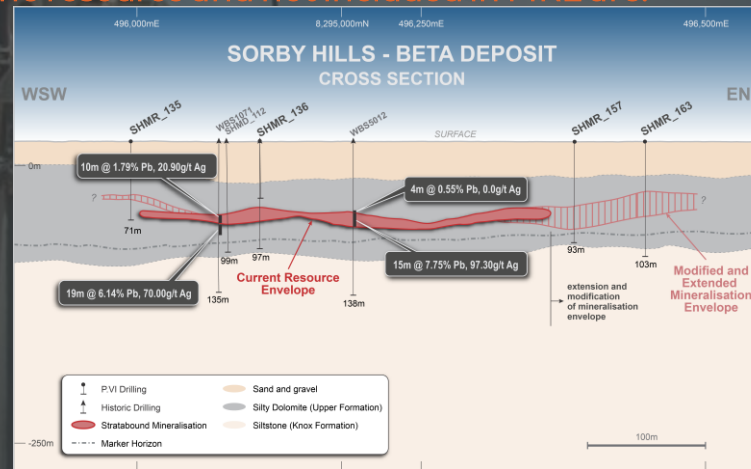 496,000mE
8,295,000mN
496,250mE
496,500mE
SORBY HILLS - BETA DEPOSIT
CROSS SECTION
WSW
EN
SHMR_135
WBS1071
SHMD_112
SHMR_136
WBS5012
SURFACE
SHMR_157
SHMR_163
0m
10m @ 1.79% Pb, 20.90g/t Ag
4m @ 0.55% Pb, 0.0g/t Ag
?
?
71m
99m
97m
93m
103m
15m @ 7.75% Pb, 97.30g/t Ag
Current Resource
Envelope
19m @ 6.14% Pb, 70.00g/t Ag
135m
138m
extension and
modification
of mineralisation
envelope
Modified and
Extended
Mineralisation
Envelope
P.VI Drilling
Historic Drilling
Stratabound Mineralisation
Marker Horizon
Sand and gravel
Silty Dolomite (Upper Formation)
Siltstone (Knox Formation)
100m
-250m